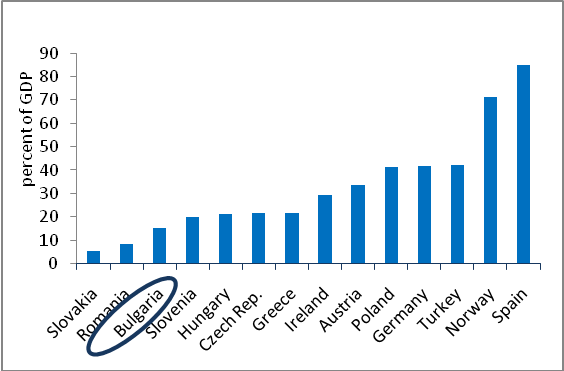 percent of GDP
90
80
70
60
50
40
30
20
10
0
Slovakia
Romania
Bulgaria
Slovenia
Hungary
Czech Rep.
Greece
Ireland
Austria
Poland
Germany
Turkey
Norway
Spain